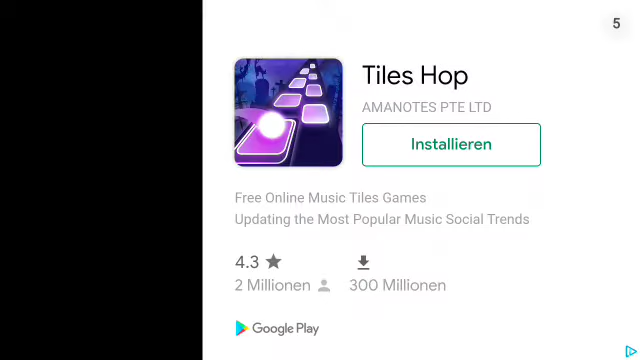 5
Tiles Hop
AMANOTES PTE LTD
Installieren
Free Online Music Tiles Games
Updating the Most Popular Music Social Trends
4.3
2 Millionen
300 Millionen
Google Play